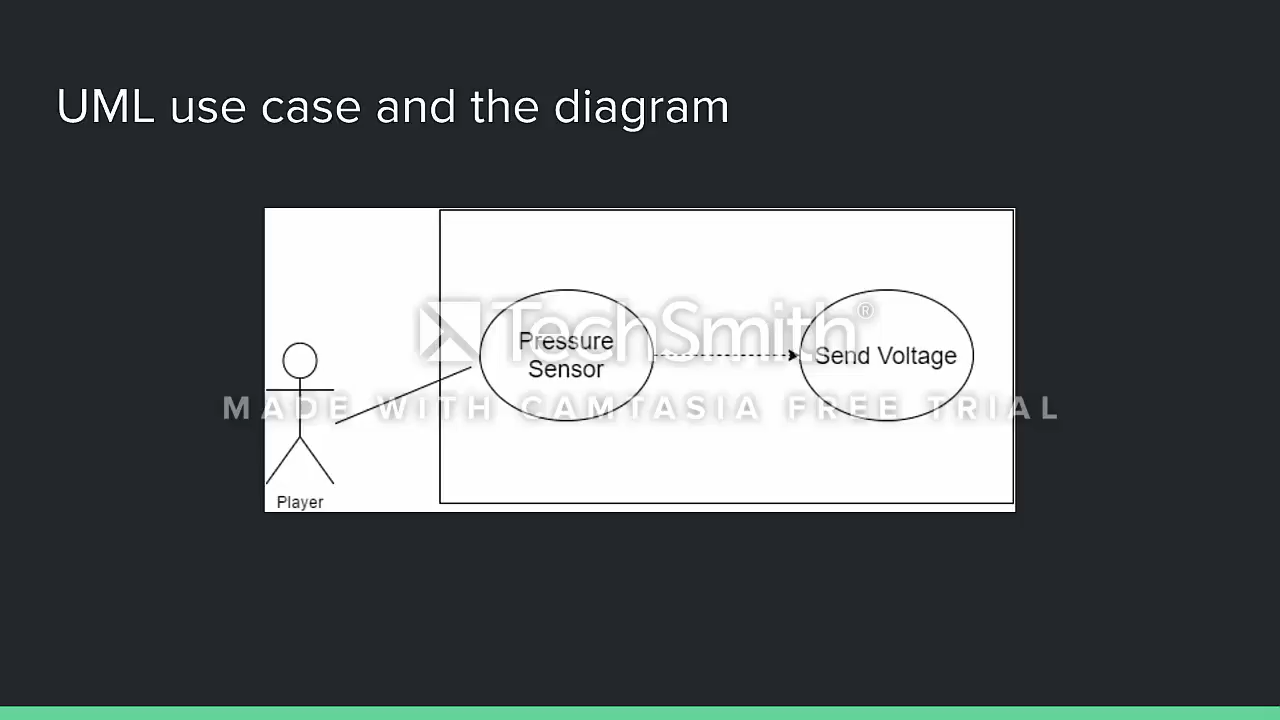 UML use case and the diagram
TechSmith®
Pressure
Sensor
Send Voltage
MADE WITH CAMTASIA FREE TRIAL
Player